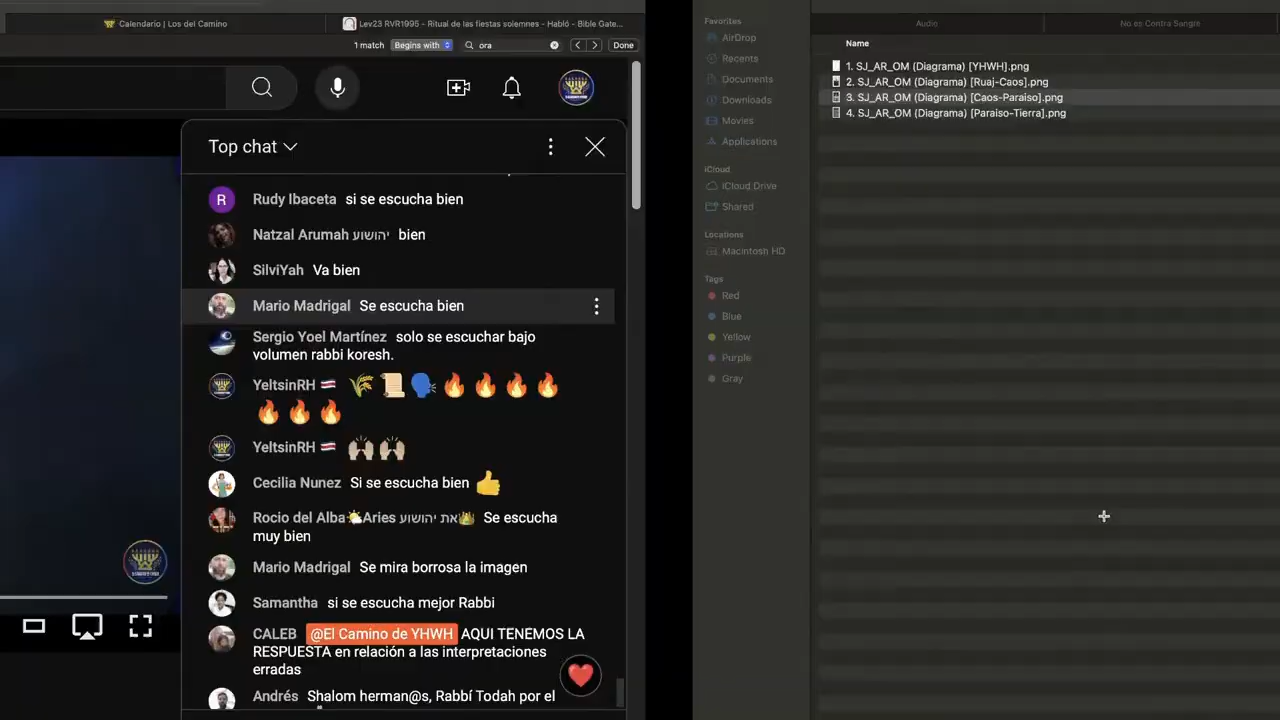 Calendario | Los del Camino
Lev23 RVR1995 - Ritual de las fiestas solemnes - Habló - Bible Gate...
Audio
No es Contra Sangre
1 match
Begins with
ora
Done
Name
Favorites
AirDrop
Recents
Documents
Downloads
Movies
Applications
iCloud
iCloud Drive
Shared
Locations
Macintosh HD
Tags
Red
Blue
Yellow
Purple
Gray
1. SJ_AR_OM (Diagrama) [YHWH].png
2. SJ_AR_OM (Diagrama) [Ruaj-Caos].png
3. SJ_AR_OM (Diagrama) [Caos-Paraiso].png
4. SJ_AR_OM (Diagrama) [Paraiso-Tierra].png
Top chat
R Rudy Ibaceta si se escucha bien
Natzal Arumah יהושוע bien
SilviYah Va bien
Mario Madrigal Se escucha bien
Sergio Yoel Martínez solo se escuchar bajo
volumen rabbi koresh.
YeltsinRH 🇨🇷 🌾📜🗣️🔥🔥🔥🔥
🔥🔥🔥
YeltsinRH 🇨🇷 🙌🏼🙌🏼
Cecilia Nunez Si se escucha bien 👍
Rocio del Alba🌤️Aries את יהושוע👑 Se escucha
muy bien
Mario Madrigal Se mira borrosa la imagen
Samantha si se escucha mejor Rabbi
CALEB @El Camino de YHWH AQUI TENEMOS LA
RESPUESTA en relación a las interpretaciones
erradas
Andrés Shalom herman@s, Rabbí Todah por el